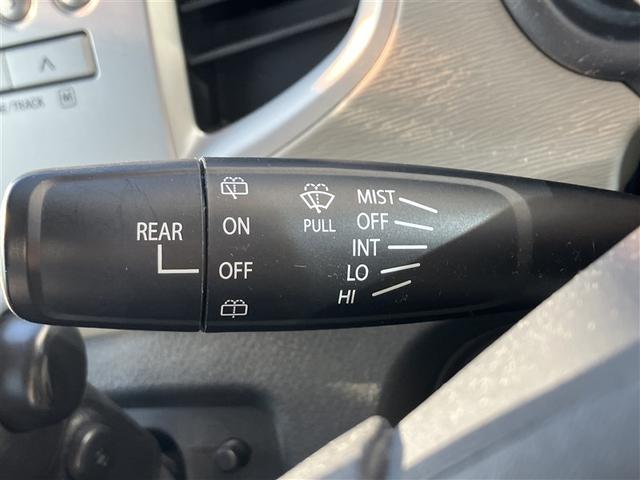 /TRACK M
REAR
ON
OFF
PULL
MIST
OFF
INT
LO
HI